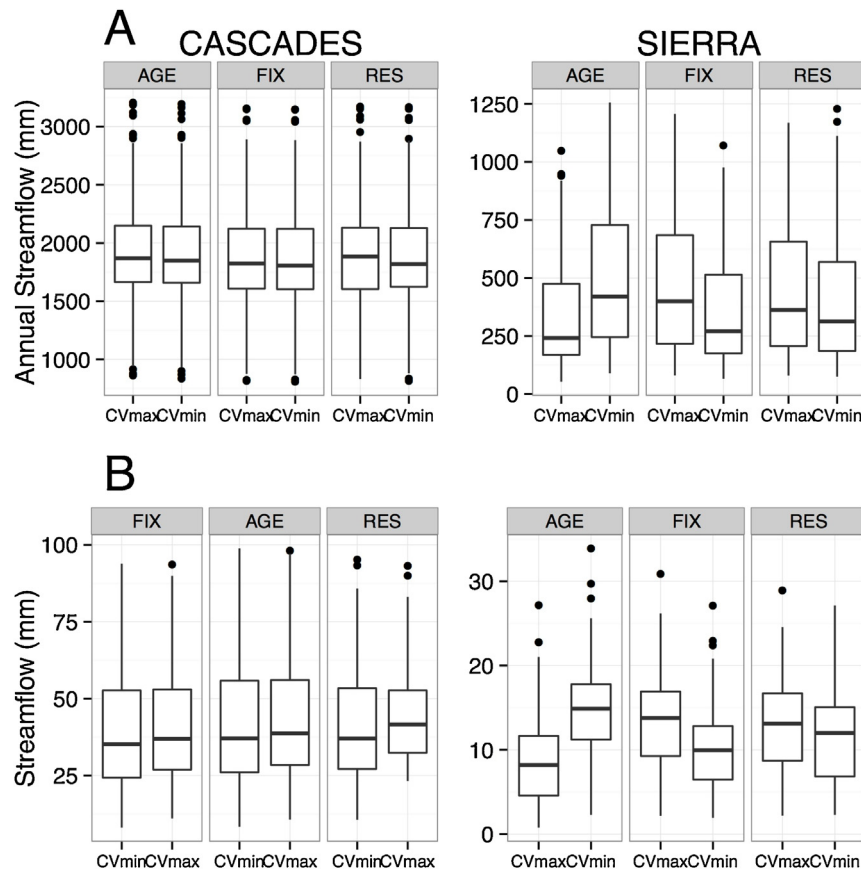 A
CASCADES SIERRA
AGE FIX RES AGE FIX RES
Annual Streamflow (mm)
3000
2500
2000
1500
1000
1250
1000
750
500
250
0
CVmax CVmin CVmax CVmin CVmax CVmin CVmax CVmin CVmax CVmin CVmax CVmin
B
FIX AGE RES AGE FIX RES
Streamflow (mm)
100
75
50
25
30
20
10
0
CVmin CVmax CVmin CVmax CVmin CVmax CVmax CVmin CVmax CVmin CVmax CVmin